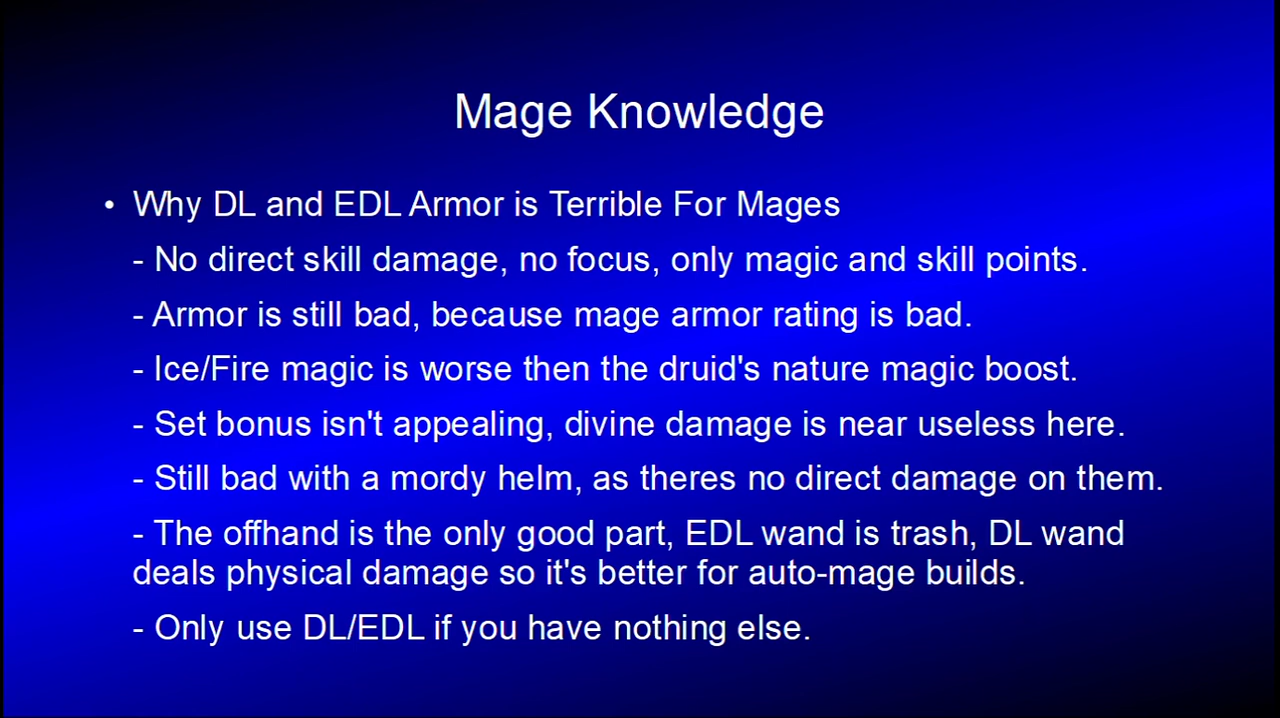 Mage Knowledge
• Why DL and EDL Armor is Terrible For Mages
- No direct skill damage, no focus, only magic and skill points.
- Armor is still bad, because mage armor rating is bad.
- Ice/Fire magic is worse then the druid's nature magic boost.
- Set bonus isn't appealing, divine damage is near useless here.
- Still bad with a mordy helm, as theres no direct damage on them.
- The offhand is the only good part, EDL wand is trash, DL wand
deals physical damage so it's better for auto-mage builds.
- Only use DL/EDL if you have nothing else.